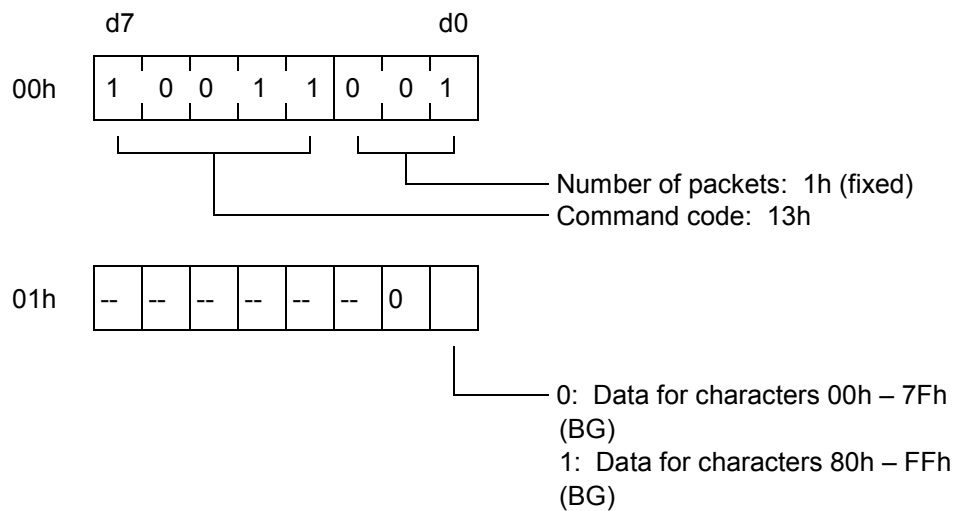 d7 d0
00h 1 0 0 1 1 0 0 1
Number of packets: 1h (fixed)
Command code: 13h
01h -- -- -- -- -- -- 0
0: Data for characters 00h – 7Fh
(BG)
1: Data for characters 80h – FFh
(BG)